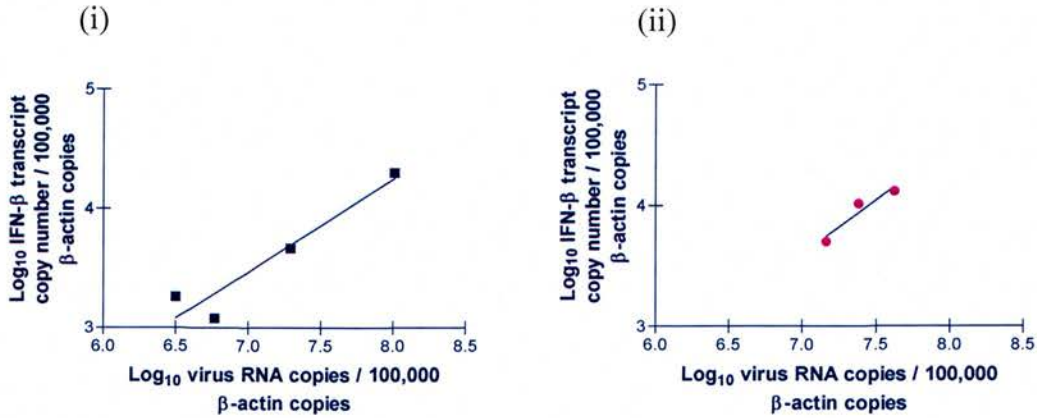 (i)
Log10 IFN-β transcript
copy number / 100,000
β-actin copies
5
4
3
6.0 6.5 7.0 7.5 8.0 8.5
Log10 virus RNA copies / 100,000
β-actin copies
(ii)
Log10 IFN-β transcript
copy number / 100,000
β-actin copies
5
4
3
6.0 6.5 7.0 7.5 8.0 8.5
Log10 virus RNA copies / 100,000
β-actin copies